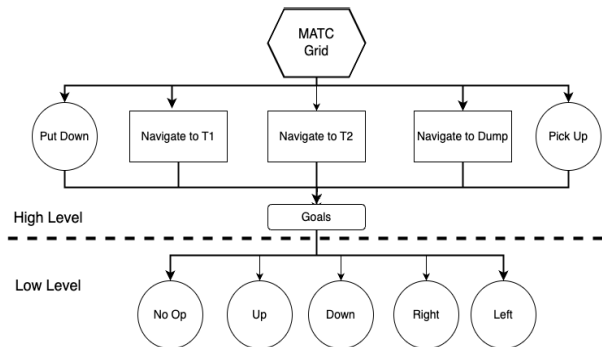 MATC
Grid
Put Down
Navigate to T1
Navigate to T2
Navigate to Dump
Pick Up
High Level
Goals
Low Level
No Op
Up
Down
Right
Left